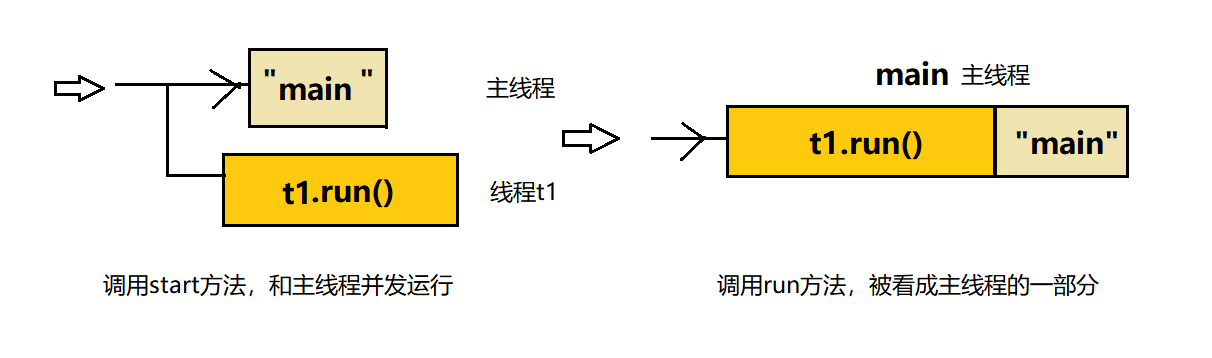 "main "
主线程
t1.run()
线程t1
调用start方法，和主线程并发运行
main 主线程
t1.run()
"main"
调用run方法，被看成主线程的一部分